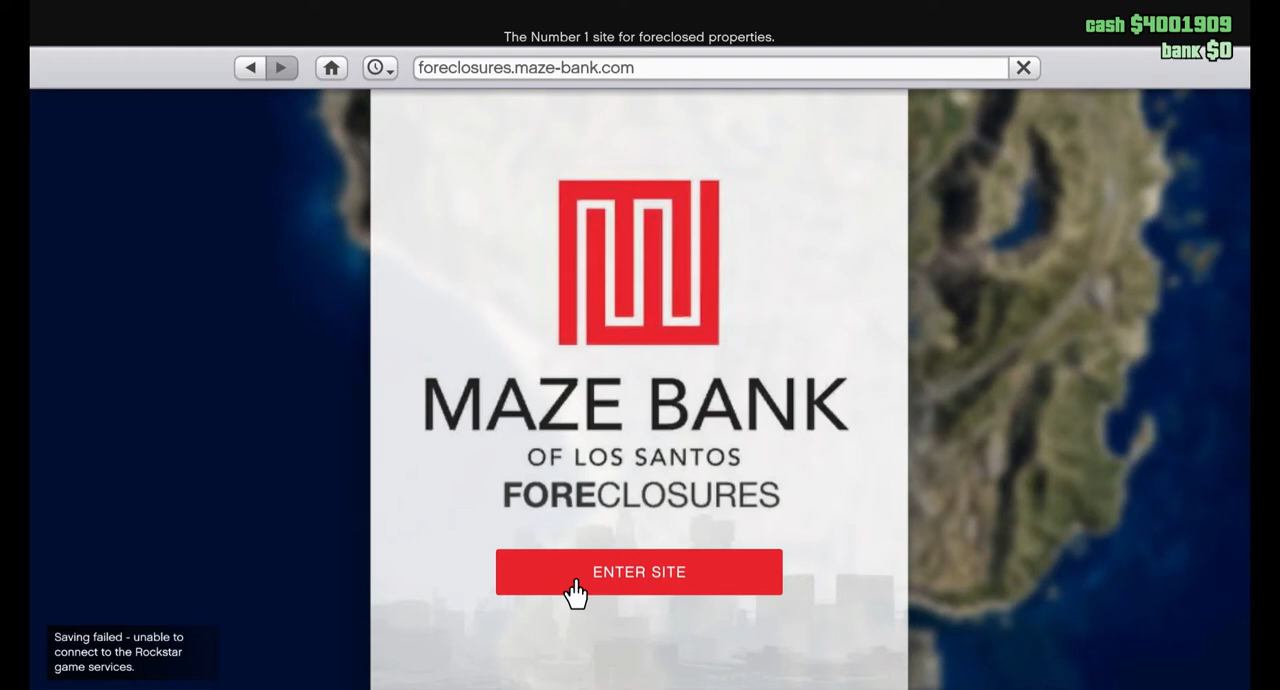 cash $4001909
The Number 1 site for foreclosed properties.
bank $0
foreclosures.maze-bank.com
MAZE BANK
OF LOS SANTOS
FORECLOSURES
ENTER SITE
Saving failed - unable to
connect to the Rockstar
game services.